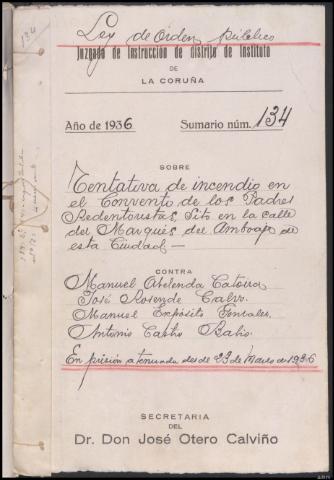 Ley de Orden público
Juzgado de Instrucción de distrito de Instituto
DE
LA CORUÑA
Año de 1936 Sumario núm. 134
SOBRE
Tentativa de incendio en
el Convento de los Padres
Redentoristas, Sito en la calle
del Marqués del Amboage de
esta Ciudad
CONTRA
Manuel Abelenda Catoira
José Rosende Calvo
Manuel Expósito Gonzalez
Antonio Castro Bahio
En prisión atenuada desde 23 de Marzo de 1936
SECRETARIA
DEL
Dr. Don José Otero Calviño
134